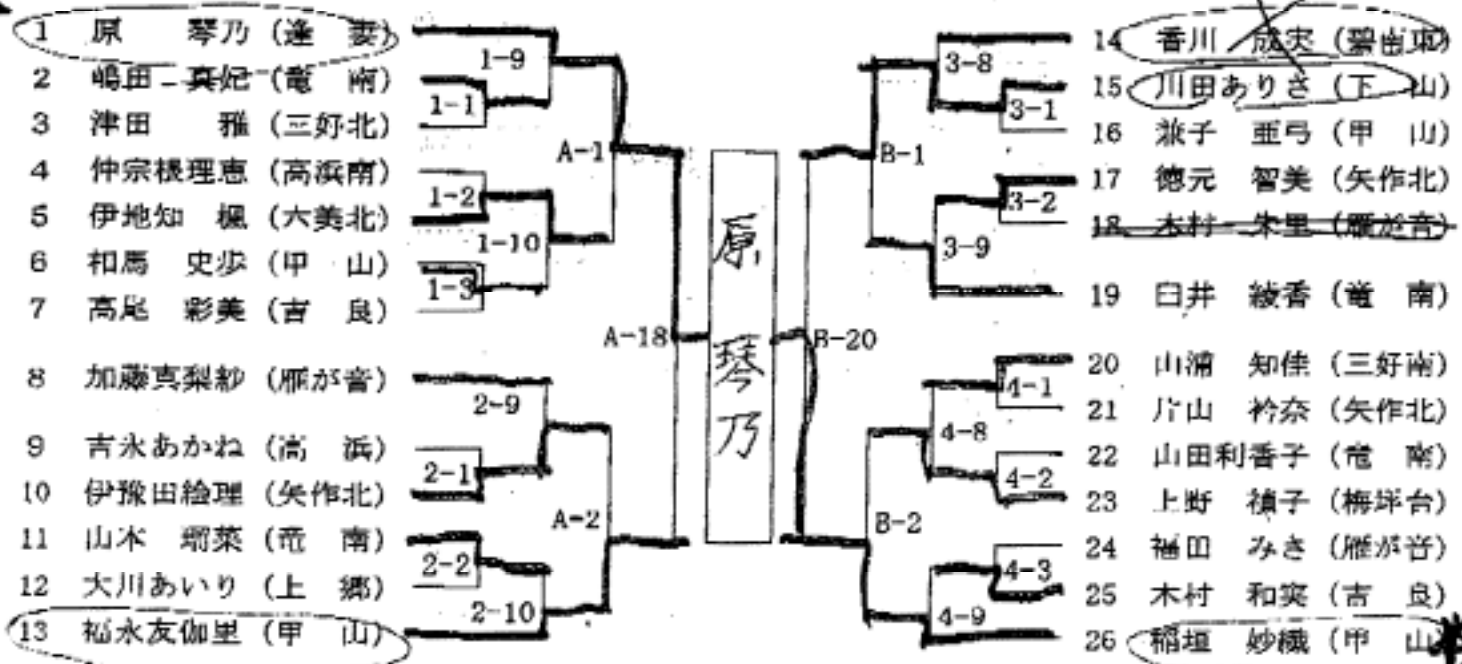 1 原 琴乃 (逢 妻)
2 嶋田 真妃 (竜 南)
3 津田 雅 (三好北)
4 仲宗根理恵 (高浜南)
5 伊地知 楓 (六美北)
6 和馬 史歩 (甲 山)
7 高尾 彩美 (吉 良)
8 加藤真梨紗 (雁が音)
9 吉永あかね (高 浜)
10 伊豫田絵理 (矢作北)
11 山本 瑠菜 (竜 南)
12 大川あいり (上 郷)
13 福永友伽里 (甲 山)
1-9
1-1
A-1
1-2
1-10
1-3
A-18
2-9
2-1
A-2
2-2
2-10
原琴乃
3-8
3-1
B-1
3-2
3-9
B-20
4-1
4-8
4-2
B-2
4-3
4-9
14 香川 成実 (碧南東)
15 川田ありさ (下 山)
16 兼子 亜弓 (甲 山)
17 徳元 智美 (矢作北)
18 木村 朱里 (雁が音)
19 臼井 綾香 (竜 南)
20 山浦 知佳 (三好南)
21 片山 衿奈 (矢作北)
22 山田利香子 (竜 南)
23 上野 禎子 (梅坪台)
24 福田 みき (雁が音)
25 木村 和実 (吉 良)
26 稲垣 妙織 (甲 山)